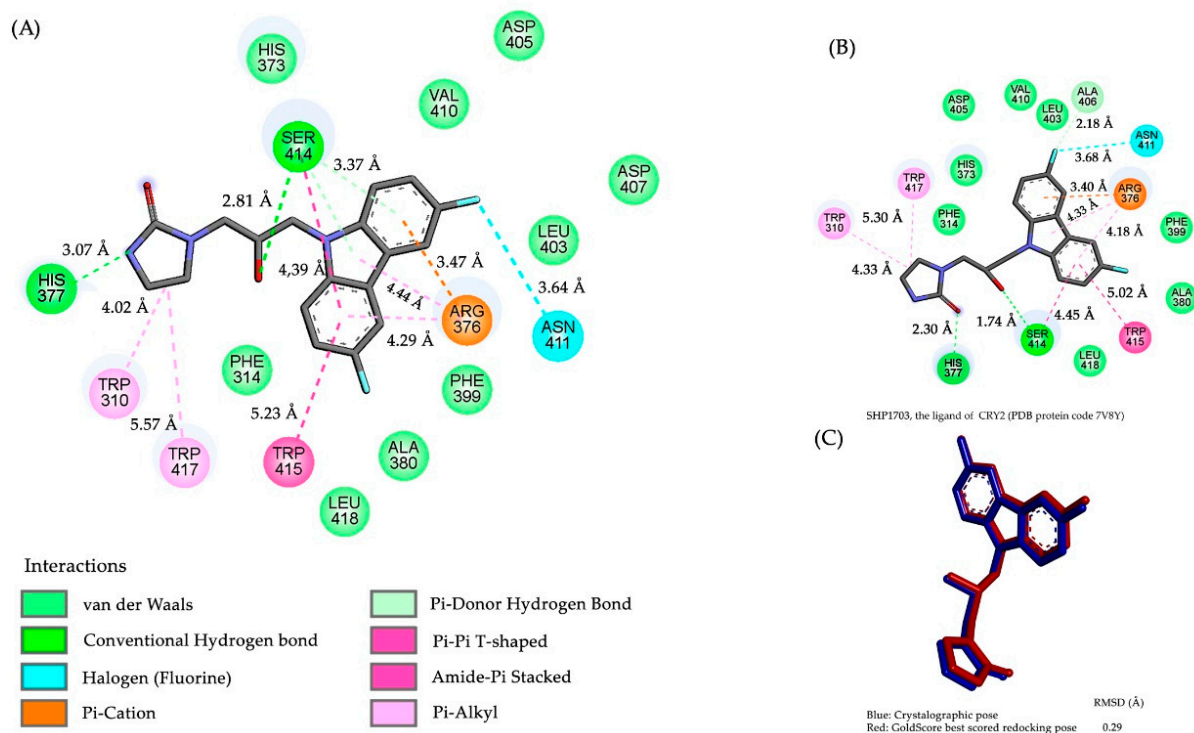 (A)
HIS
373
ASP
405
VAL
410
SER
414
3.37 Å
ASP
407
2.81 Å
LEU
403
3.07 Å
HIS
377
4,39 Å
3.47 Å
3.64 Å
4.44 Å
4.02 Å
ARG
376
4.29 Å
ASN
411
PHE
314
PHE
399
TRP
310
5.23 Å
5.57 Å
TRP
417
TRP
415
ALA
380
LEU
418
Interactions
van der Waals
Conventional Hydrogen bond
Halogen (Fluorine)
Pi-Cation
Pi-Donor Hydrogen Bond
Pi-Pi T-shaped
Amide-Pi Stacked
Pi-Alkyl
(B)
ASP
405
VAL
410
LEU
403
ALA
406
2.18 Å
ASN
411
3.68 Å
HIS
373
TRP
417
3.40 Å
ARG
376
4.33 Å
5.30 Å
PHE
314
4.18 Å
PHE
399
TRP
310
4.33 Å
5.02 Å
ALA
380
2.30 Å
1.74 Å
4.45 Å
SER
414
TRP
415
HIS
377
LEU
418
SHP1703, the ligand of CRY2 (PDB protein code 7V8Y)
(C)
RMSD (Å)
Blue: Crystalographic pose
Red: GoldScore best scored redocking pose 0.29